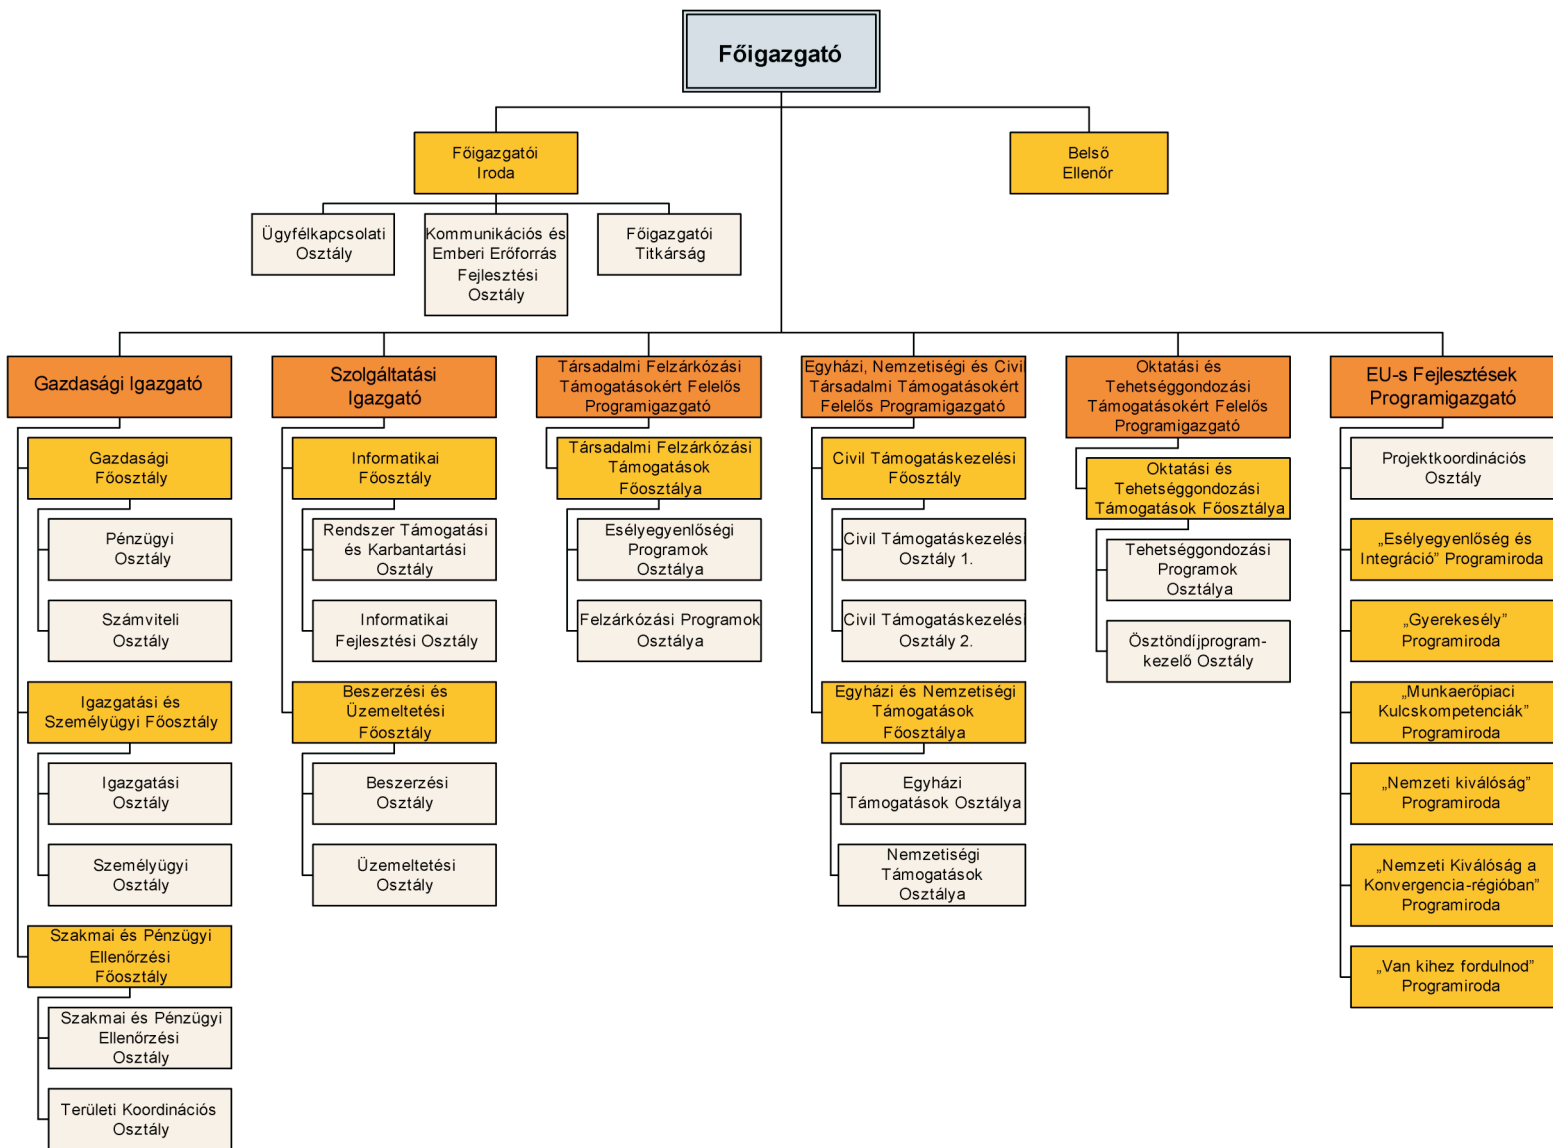 Főigazgató
Főigazgatói
Iroda
Belső
Ellenőr
Ügyfélkapcsolati
Osztály
Kommunikációs és
Emberi Erőforrás
Fejlesztési
Osztály
Főigazgatói
Titkárság
Gazdasági Igazgató
Gazdasági
Főosztály
Pénzügyi
Osztály
Számviteli
Osztály
Igazgatási és
Személyügyi Főosztály
Igazgatási
Osztály
Személyügyi
Osztály
Szakmai és Pénzügyi
Ellenőrzési
Főosztály
Szakmai és Pénzügyi
Ellenőrzési
Osztály
Területi Koordinációs
Osztály
Szolgáltatási
Igazgató
Informatikai
Főosztály
Rendszer Támogatási
és Karbantartási
Osztály
Informatikai
Fejlesztési Osztály
Beszerzési és
Üzemeltetési
Főosztály
Beszerzési
Osztály
Üzemeltetési
Osztály
Társadalmi Felzárkózási
Támogatásokért Felelős
Programigazgató
Társadalmi Felzárkózási
Támogatások
Főosztálya
Esélyegyenlőségi
Programok
Osztálya
Felzárkózási Programok
Osztálya
Egyházi, Nemzetiségi és Civil
Társadalmi Támogatásokért
Felelős Programigazgató
Civil Támogatáskezelési
Főosztály
Civil Támogatáskezelési
Osztály 1.
Civil Támogatáskezelési
Osztály 2.
Egyházi és Nemzetiségi
Támogatások
Főosztálya
Egyházi
Támogatások Osztálya
Nemzetiségi
Támogatások
Osztálya
Oktatási és
Tehetséggondozási
Támogatásokért Felelős
Programigazgató
Oktatási és
Tehetséggondozási
Támogatások Főosztálya
Tehetséggondozási
Programok
Osztálya
Ösztöndíjprogram-
kezelő Osztály
EU-s Fejlesztések
Programigazgató
Projektkoordinációs
Osztály
„Esélyegyenlőség és
Integráció” Programiroda
„Gyerekesély”
Programiroda
„Munkaerőpiaci
Kulcskompetenciák”
Programiroda
„Nemzeti kiválóság”
Programiroda
„Nemzeti Kiválóság a
Konvergencia-régióban”
Programiroda
„Van kihez fordulnod”
Programiroda